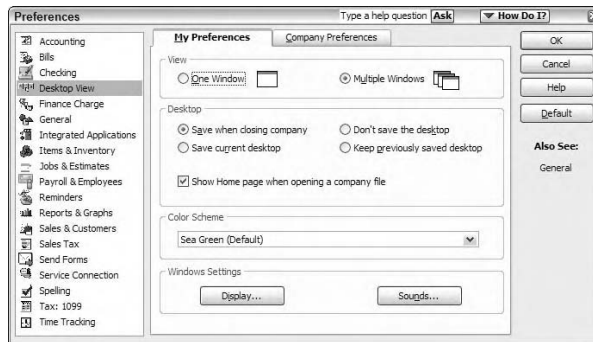 Preferences
Type a help question Ask
How Do I?
Accounting
Bills
Checking
Desktop View
Finance Charge
General
Integrated Applications
Items & Inventory
Jobs & Estimates
Payroll & Employees
Reminders
Reports & Graphs
Sales & Customers
Sales Tax
Send Forms
Service Connection
Spelling
Tax: 1099
Time Tracking
My Preferences
Company Preferences
View
One Window
Multiple Windows
Desktop
Save when closing company
Don't save the desktop
Save current desktop
Keep previously saved desktop
Show Home page when opening a company file
Color Scheme
Sea Green (Default)
Windows Settings
Display...
Sounds...
OK
Cancel
Help
Default
Also See:
General